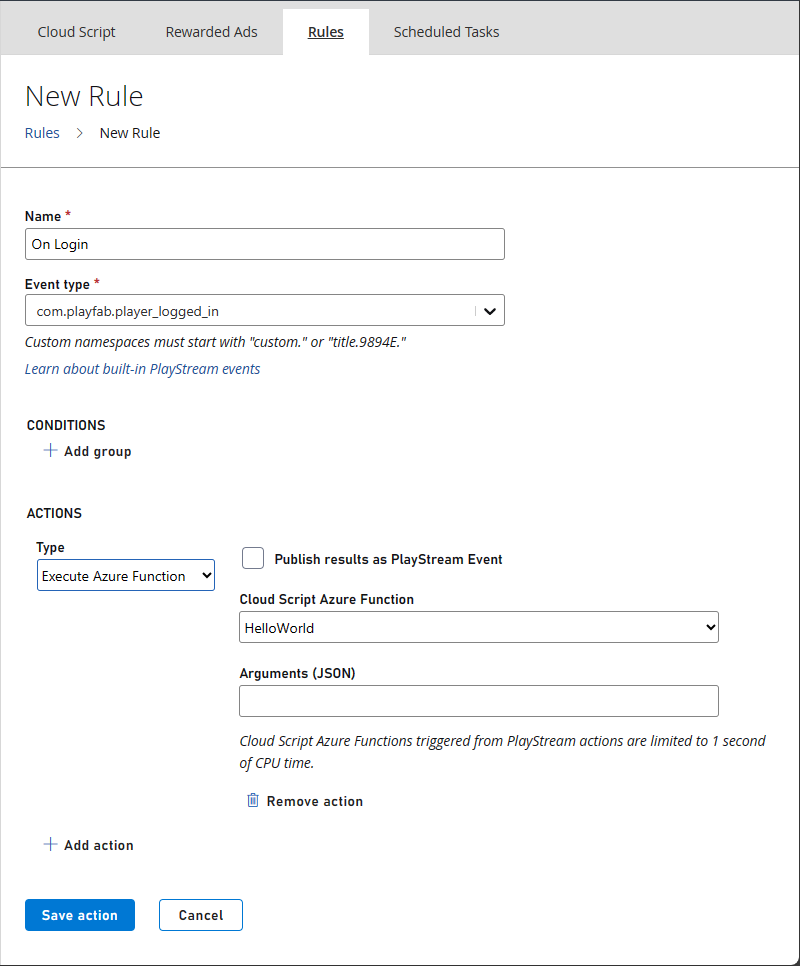 Cloud Script Rewarded Ads Rules Scheduled Tasks
New Rule
Rules > New Rule
Name *
On Login
Event type *
com.playfab.player_logged_in
Custom namespaces must start with "custom." or "title.9894E."
Learn about built-in PlayStream events
CONDITIONS
Add group
ACTIONS
Type
Execute Azure Function
Publish results as PlayStream Event
Cloud Script Azure Function
HelloWorld
Arguments (JSON)
Cloud Script Azure Functions triggered from PlayStream actions are limited to 1 second
of CPU time.
Remove action
Add action
Save action Cancel